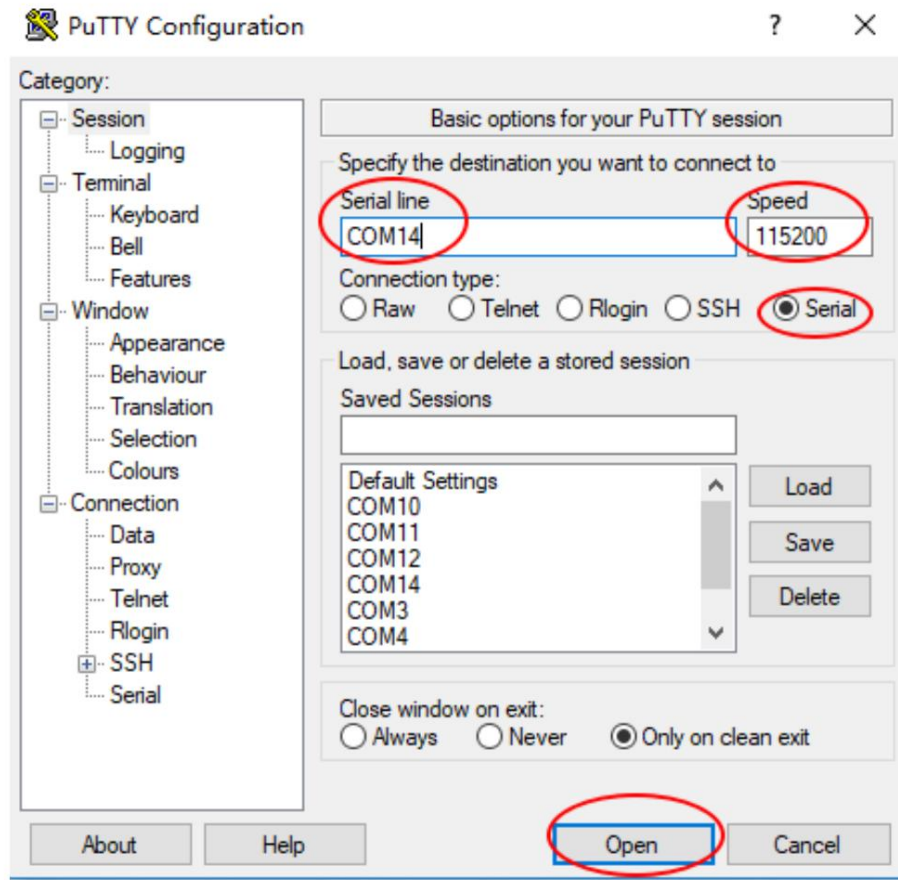 PuTTY Configuration
?
Category:
Session
Logging
Terminal
Keyboard
Bell
Features
Window
Appearance
Behaviour
Translation
Selection
Colours
Connection
Data
Proxy
Telnet
Rlogin
SSH
Serial
Basic options for your PuTTY session
Specify the destination you want to connect to
Serial line Speed
COM14 115200
Connection type:
Raw Telnet Rlogin SSH Serial
Load, save or delete a stored session
Saved Sessions
Default Settings
COM10
COM11
COM12
COM14
COM3
COM4
Load
Save
Delete
Close window on exit:
Always Never Only on clean exit
About Help Open Cancel